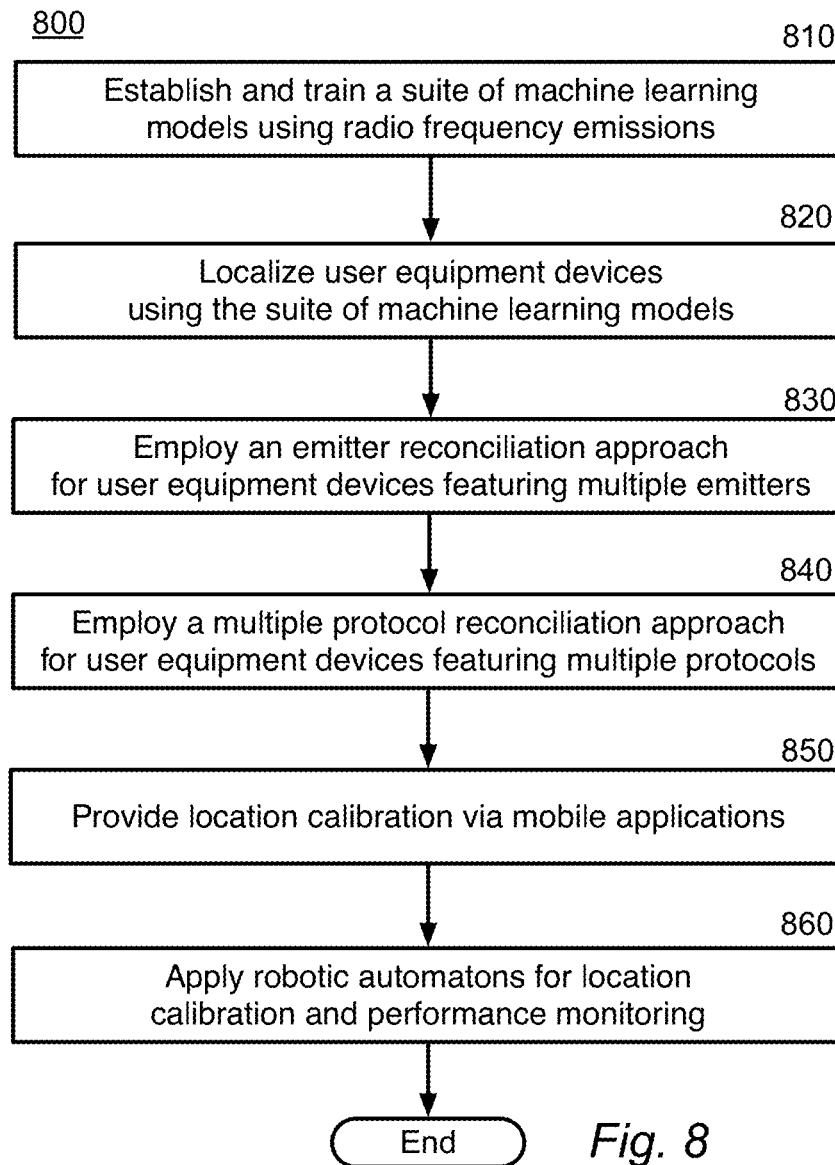 800
810
Establish and train a suite of machine learning
models using radio frequency emissions
820
Localize user equipment devices
using the suite of machine learning models
830
Employ an emitter reconciliation approach
for user equipment devices featuring multiple emitters
840
Employ a multiple protocol reconciliation approach
for user equipment devices featuring multiple protocols
850
Provide location calibration via mobile applications
860
Apply robotic automatons for location
calibration and performance monitoring
End
Fig. 8